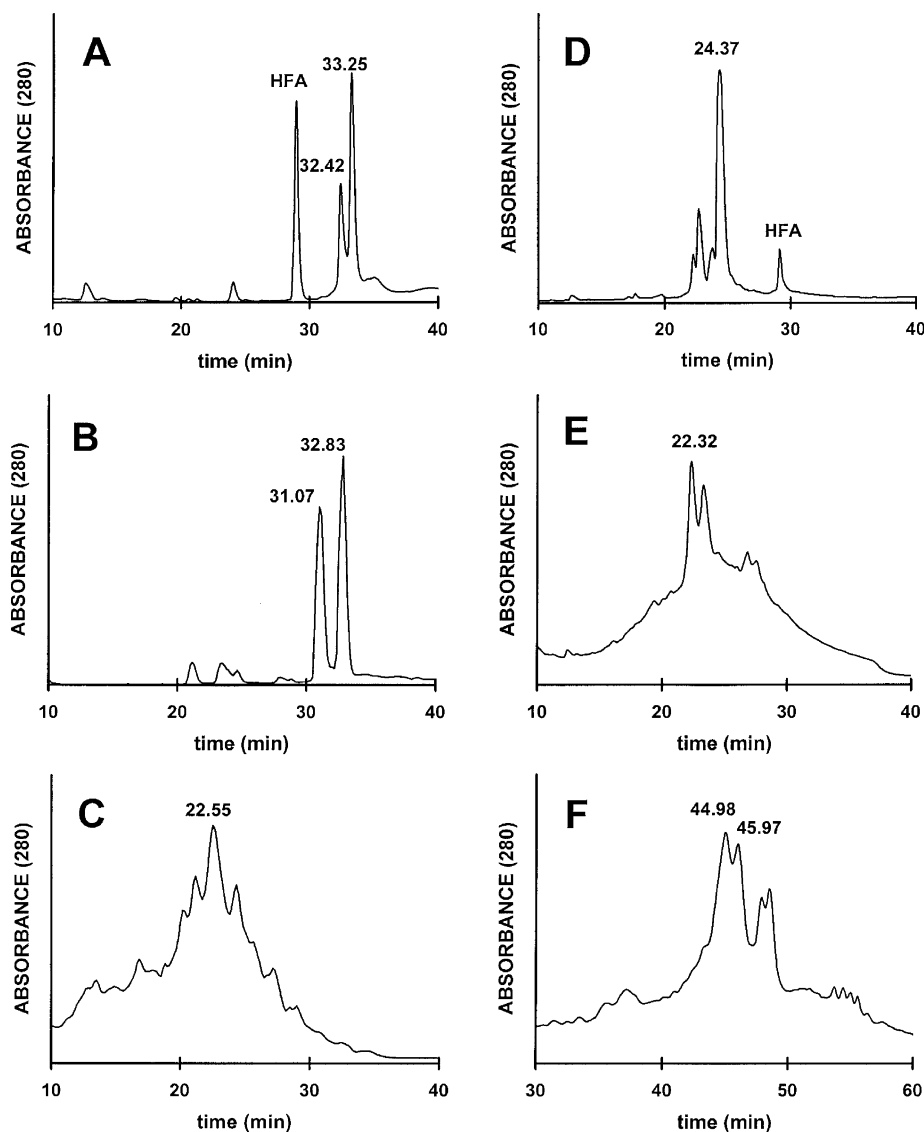 A
HFA
33.25
32.42
ABSORBANCE (280)
10 20 30 40
time (min)
B
32.83
31.07
ABSORBANCE (280)
10 20 30 40
time (min)
C
22.55
ABSORBANCE (280)
10 20 30 40
time (min)
D
24.37
HFA
ABSORBANCE (280)
10 20 30 40
time (min)
E
22.32
ABSORBANCE (280)
10 20 30 40
time (min)
F
44.98
45.97
ABSORBANCE (280)
30 40 50 60
time (min)